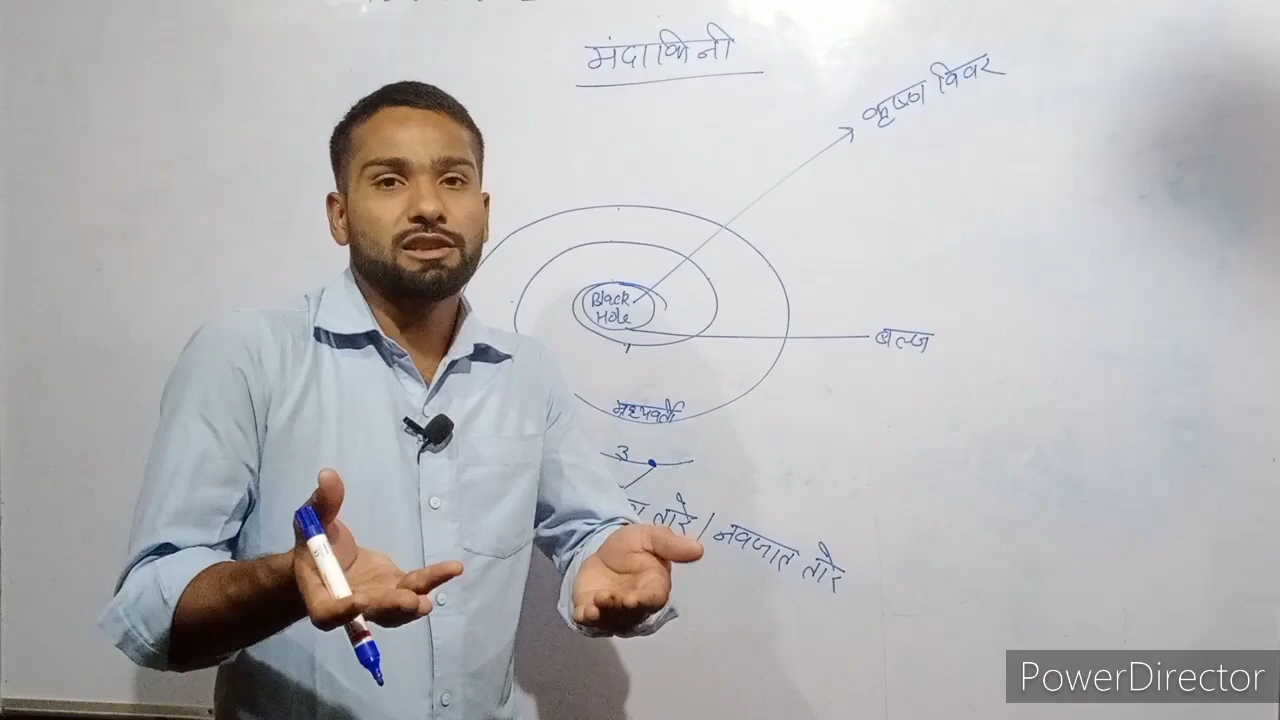 मंदाकिनी
कृष्ण विवर
Black
Hole
बल्ज
मध्यवर्ती
3
तारे / नवजात तारे
PowerDirector